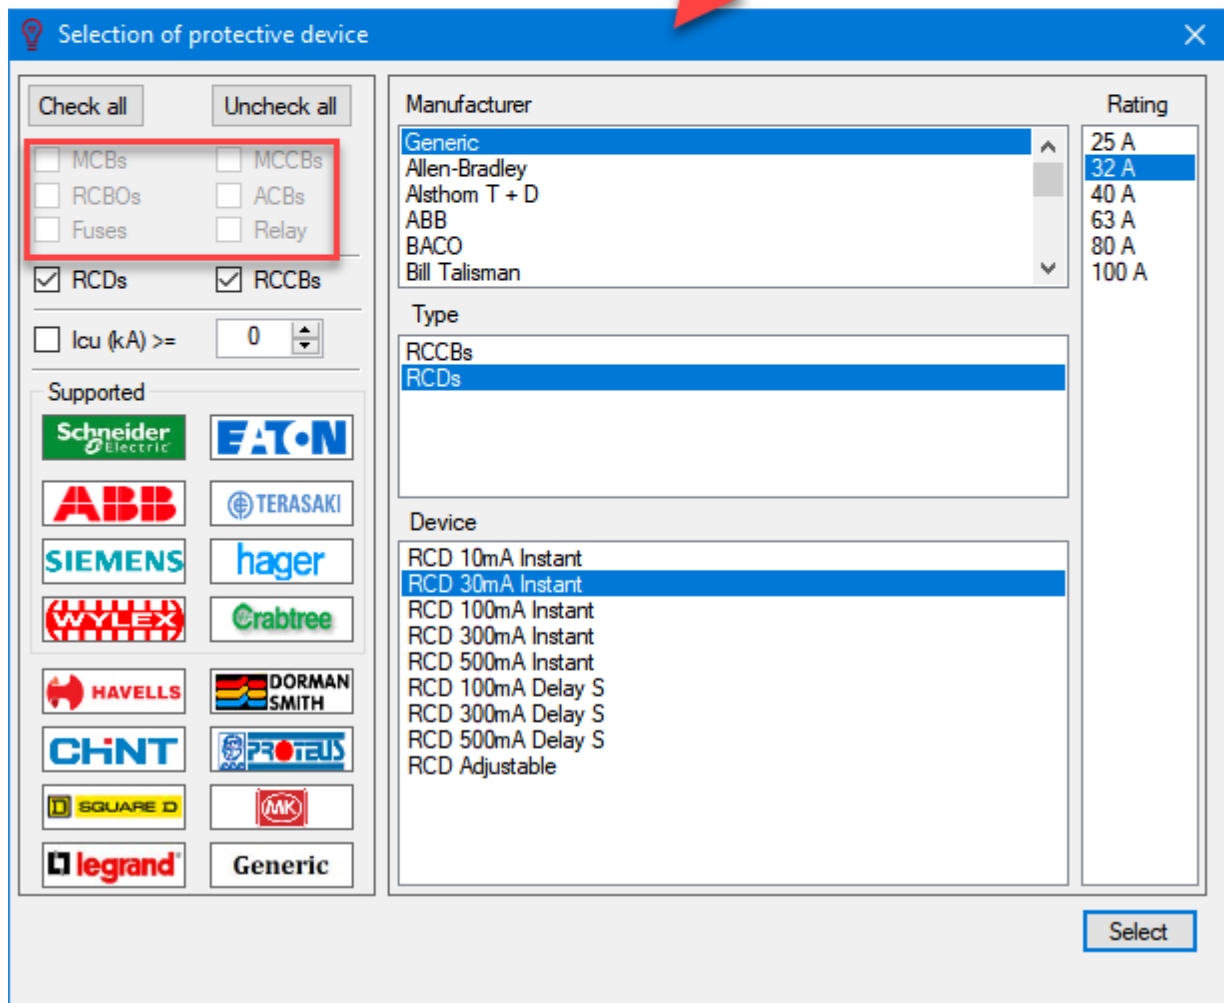 Selection of protective device
Check all
Uncheck all
MCBs
MCCBs
RCBOs
ACBs
Fuses
Relay
RCDs
RCCBs
Icu (kA) >=
0
Supported
Schneider
Electric
EATON
ABB
TERASAKI
SIEMENS
hager
WYLEX
Crabtree
HAVELLS
DORMAN
SMITH
CHiNT
PROTEUS
D SQUARE D
MK
legrand
Generic
Manufacturer
Generic
Allen-Bradley
Alsthom T + D
ABB
BACO
Bill Talisman
Type
RCCBs
RCDs
Device
RCD 10mA Instant
RCD 30mA Instant
RCD 100mA Instant
RCD 300mA Instant
RCD 500mA Instant
RCD 100mA Delay S
RCD 300mA Delay S
RCD 500mA Delay S
RCD Adjustable
Rating
25 A
32 A
40 A
63 A
80 A
100 A
Select